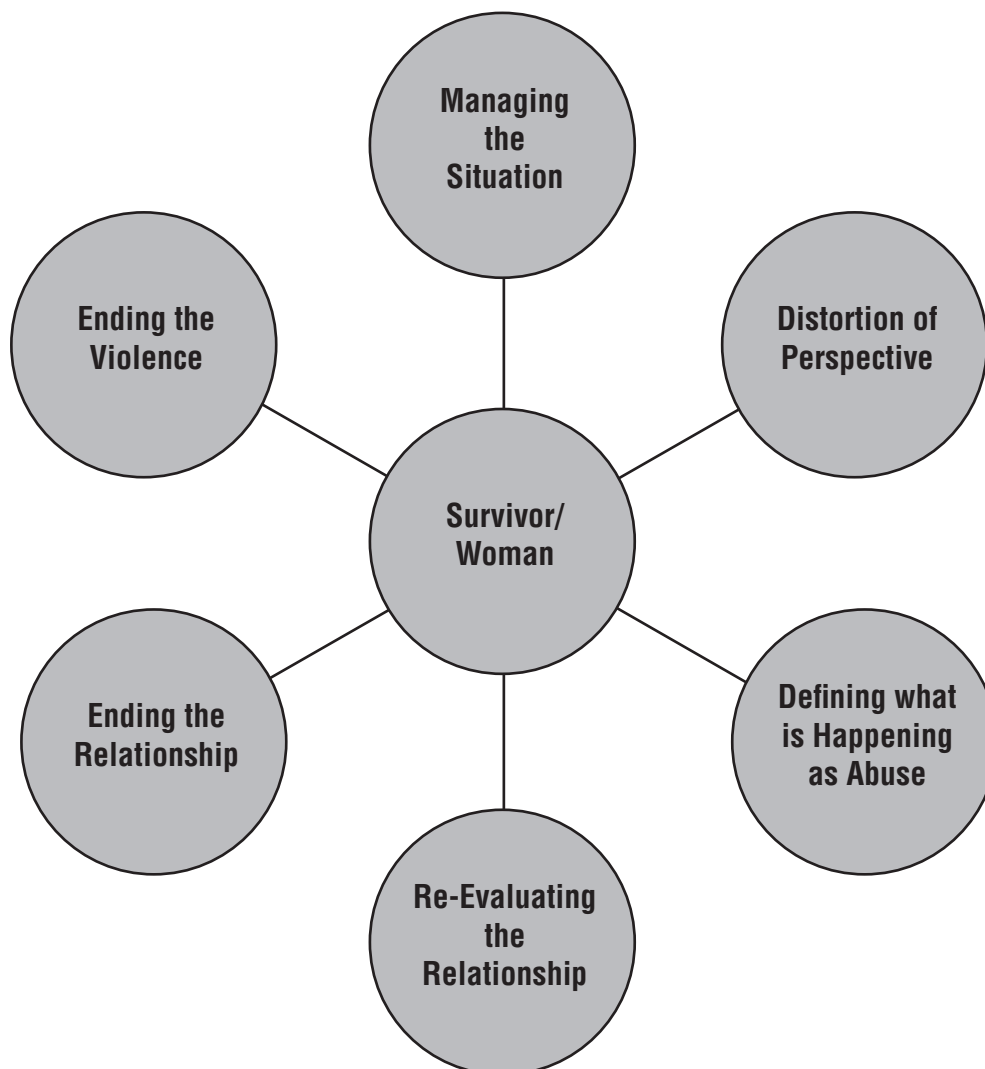 Managing
the
Situation
Ending the
Violence
Distortion of
Perspective
Survivor/
Woman
Ending the
Relationship
Defining what
is Happening
as Abuse
Re-Evaluating
the
Relationship